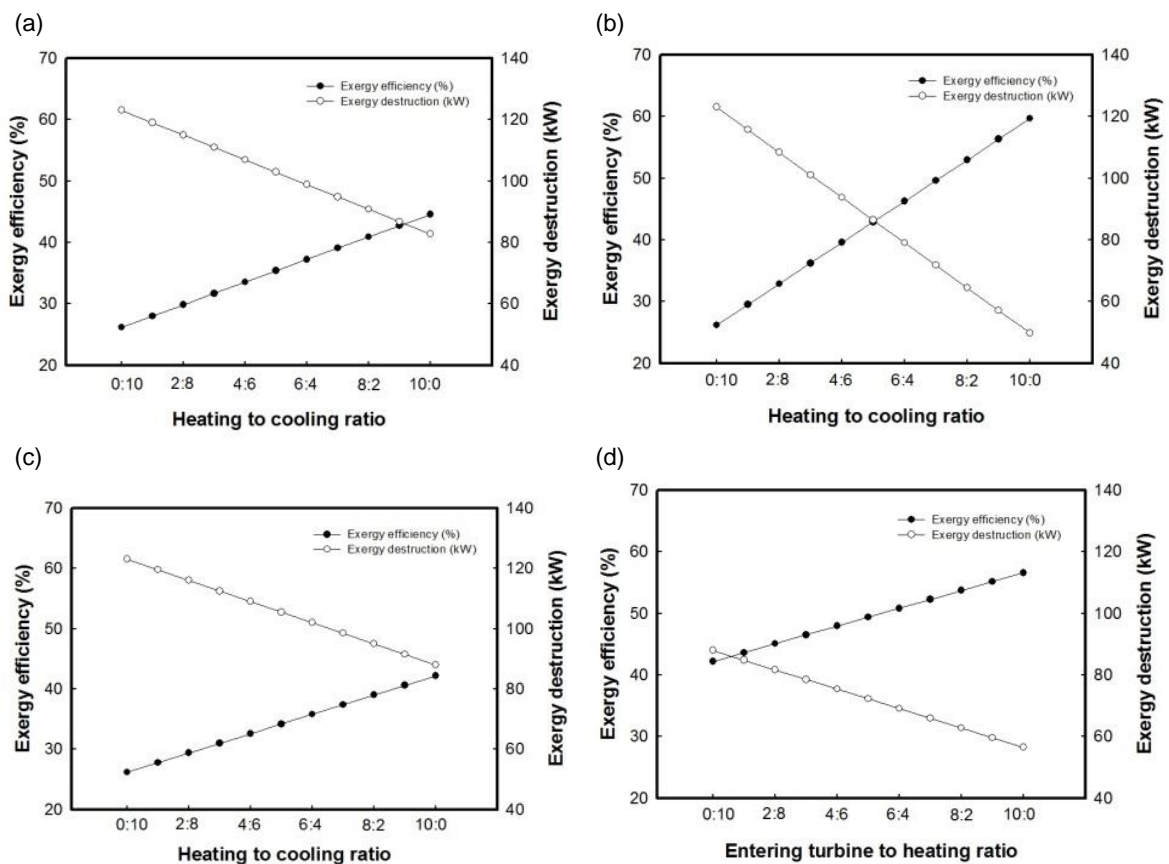 (a)
70
60
50
40
30
20
140
120
100
80
60
40
Exergy efficiency (%)
Exergy destruction (kW)
Exergy efficiency (%)
Exergy destruction (kW)
0:10 2:8 4:6 6:4 8:2 10:0
Heating to cooling ratio
(b)
70
60
50
40
30
20
140
120
100
80
60
40
Exergy efficiency (%)
Exergy destruction (kW)
Exergy efficiency (%)
Exergy destruction (kW)
0:10 2:8 4:6 6:4 8:2 10:0
Heating to cooling ratio
(c)
70
60
50
40
30
20
140
120
100
80
60
40
Exergy efficiency (%)
Exergy destruction (kW)
Exergy efficiency (%)
Exergy destruction (kW)
0:10 2:8 4:6 6:4 8:2 10:0
Heating to cooling ratio
(d)
70
60
50
40
30
20
140
120
100
80
60
40
Exergy efficiency (%)
Exergy destruction (kW)
Exergy efficiency (%)
Exergy destruction (kW)
0:10 2:8 4:6 6:4 8:2 10:0
Entering turbine to heating ratio